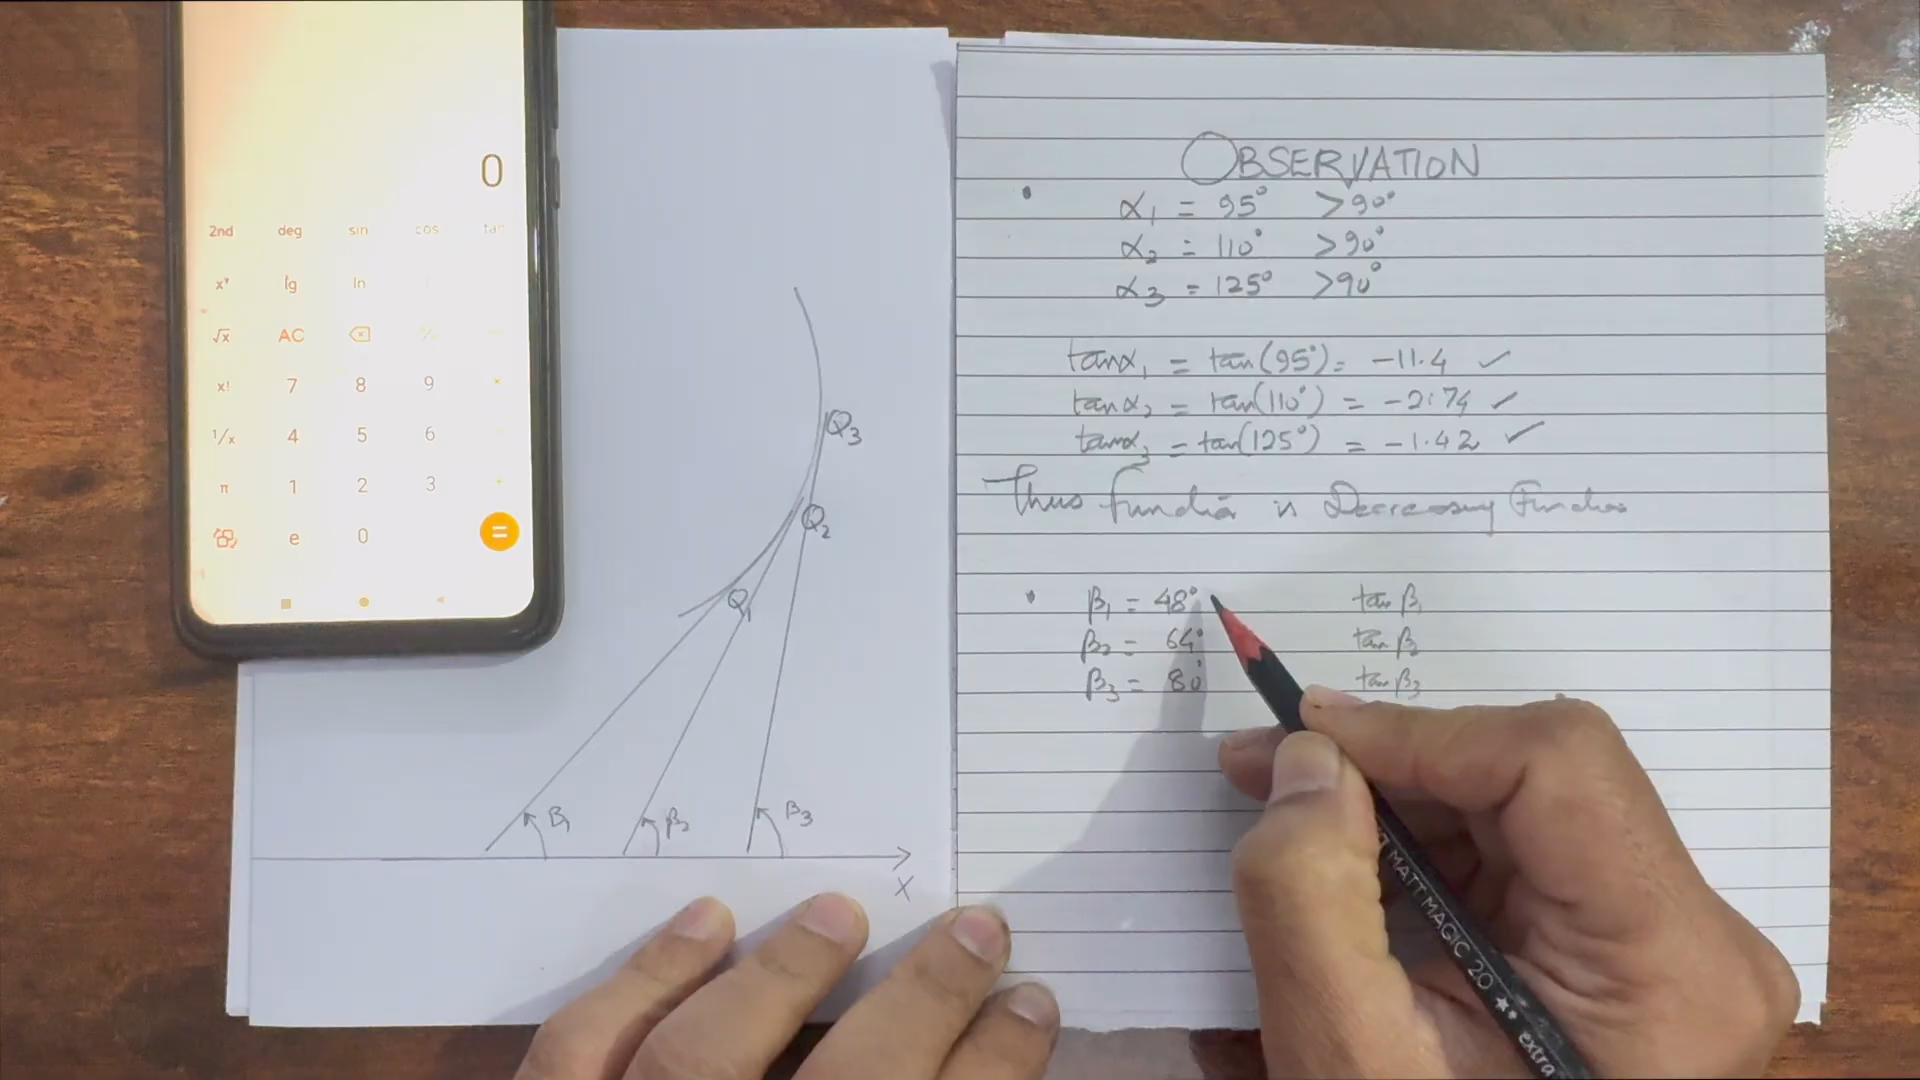 0
2nd deg sin cos tan
xʸ lg ln
√x AC
x! 7 8 9 ×
1/x 4 5 6
π 1 2 3 +
e 0 =
Q3
Q2
Q1
β1 β2 β3
X
OBSERVATION
α1 = 95° >90°
α2 = 110° >90°
α3 = 125° >90°
tanα1 = tan(95°) = -11.4 ✓
tanα2 = tan(110°) = -2.74 ✓
tanα3 = tan(125°) = -1.42 ✓
Thus function is Decreasing Function
β1 = 48° tan β1
β2 = 64° tan β2
β3 = 80° tan β3
MATT MAGIC 2.0 extra